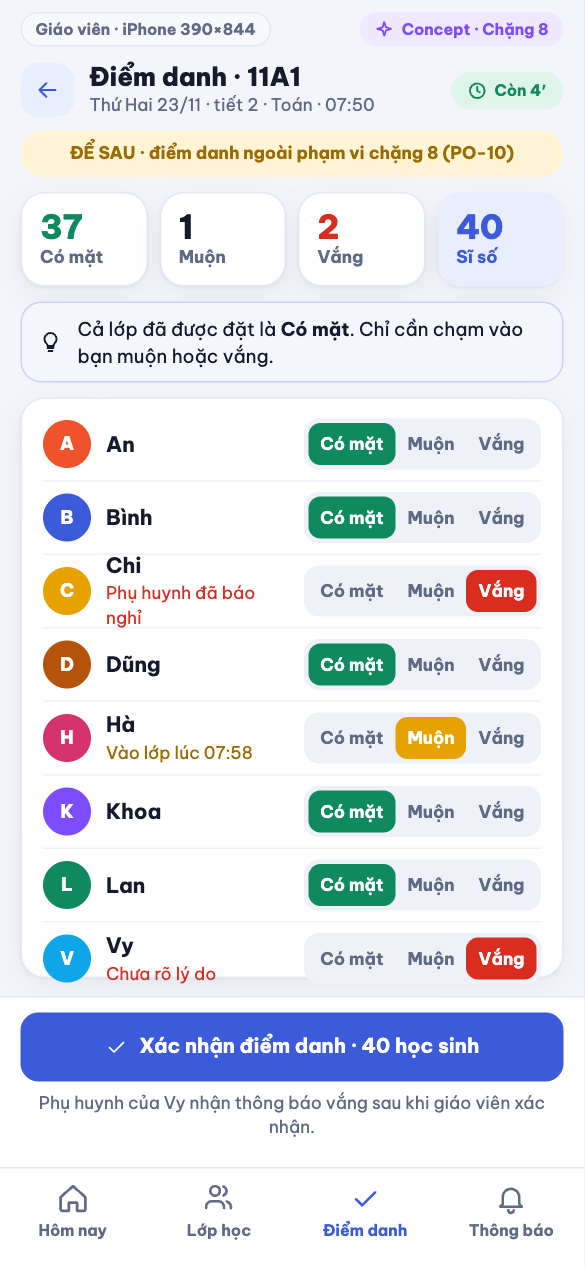 Giáo viên · iPhone 390×844
Concept · Chặng 8
Điểm danh · 11A1
Thứ Hai 23/11 · tiết 2 · Toán · 07:50
Còn 4′
ĐỂ SAU · điểm danh ngoài phạm vi chặng 8 (PO-10)
37
Có mặt
1
Muộn
2
Vắng
40
Sĩ số
Cả lớp đã được đặt là Có mặt. Chỉ cần chạm vào
bạn muộn hoặc vắng.
A An Có mặt Muộn Vắng
B Bình Có mặt Muộn Vắng
C Chi Có mặt Muộn Vắng
Phụ huynh đã báo
nghỉ
D Dũng Có mặt Muộn Vắng
H Hà Có mặt Muộn Vắng
Vào lớp lúc 07:58
K Khoa Có mặt Muộn Vắng
L Lan Có mặt Muộn Vắng
V Vy Có mặt Muộn Vắng
Chưa rõ lý do
Xác nhận điểm danh · 40 học sinh
Phụ huynh của Vy nhận thông báo vắng sau khi giáo viên xác
nhận.
Hôm nay
Lớp học
Điểm danh
Thông báo